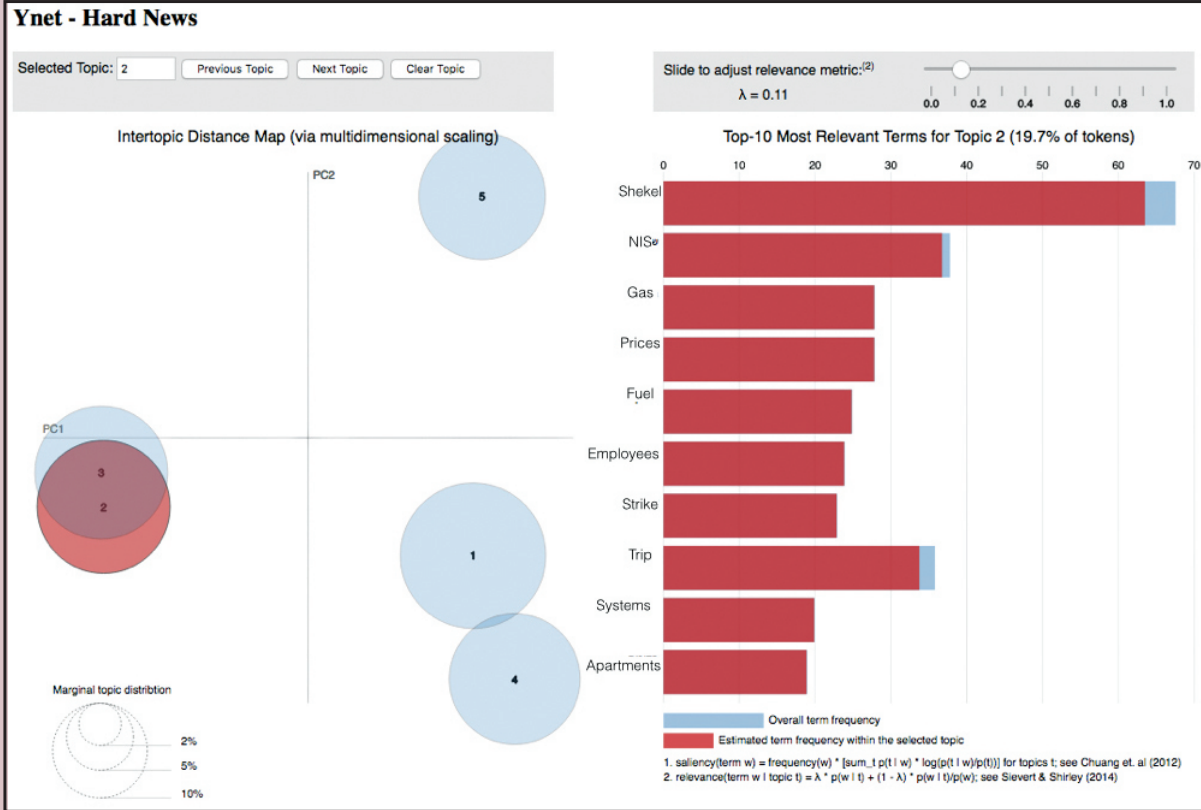 Ynet - Hard News
Selected Topic: 2 Previous Topic Next Topic Clear Topic
Slide to adjust relevance metric:(2)
λ = 0.11
0.0 0.2 0.4 0.6 0.8 1.0
Intertopic Distance Map (via multidimensional scaling)
PC2
PC1
5
3
2
1
4
Marginal topic distribtion
2%
5%
10%
Top-10 Most Relevant Terms for Topic 2 (19.7% of tokens)
0 10 20 30 40 50 60 70
Shekel
NIS
Gas
Prices
Fuel
Employees
Strike
Trip
Systems
Apartments
Overall term frequency
Estimated term frequency within the selected topic
1. saliency(term w) = frequency(w) * [sum_t p(t | w) * log(p(t | w)/p(t))] for topics t; see Chuang et. al (2012)
2. relevance(term w | topic t) = λ * p(w | t) + (1 - λ) * p(w | t)/p(w); see Sievert & Shirley (2014)